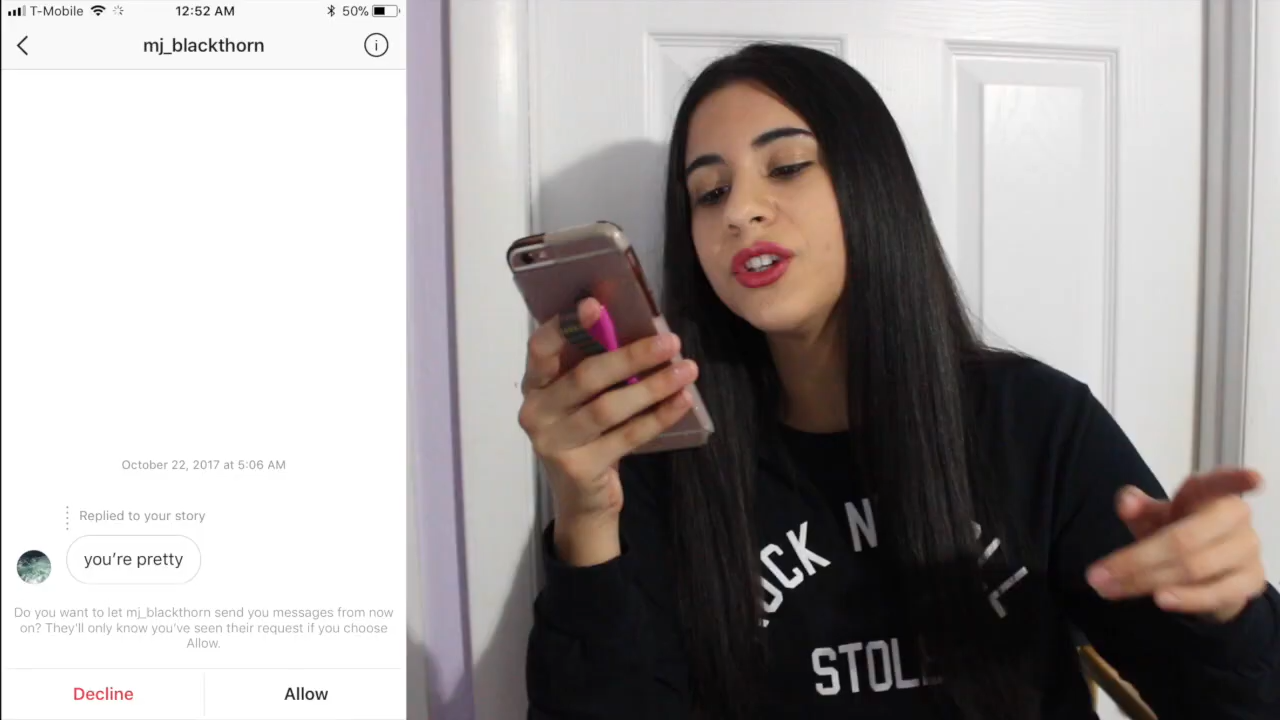 T-Mobile 12:52 AM 50%
mj_blackthorn
October 22, 2017 at 5:06 AM
Replied to your story
you're pretty
Do you want to let mj_blackthorn send you messages from now
on? They'll only know you've seen their request if you choose
Allow.
Decline Allow
N
STOL